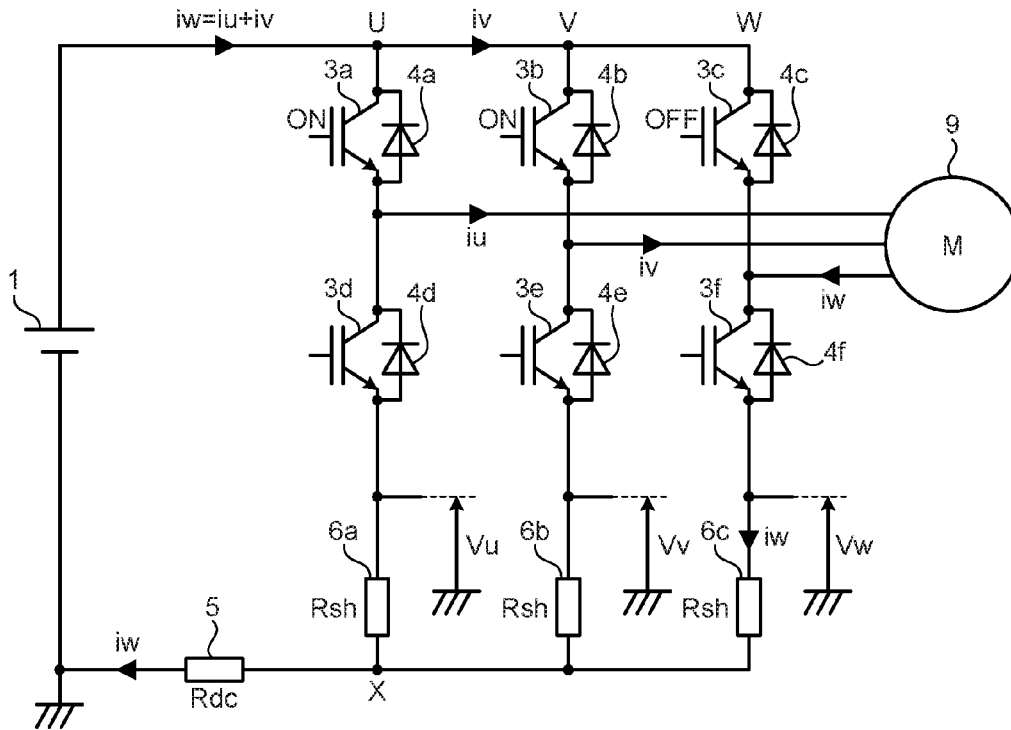 iw=iu+iv U iv V W
3a 4a 3b 4b 3c 4c
ON ON OFF 9
M
iu iv iw
1
3d 4d 3e 4e 3f 4f
6a Vu 6b Vv 6c iw Vw
Rsh Rsh Rsh
5
iw
Rdc X